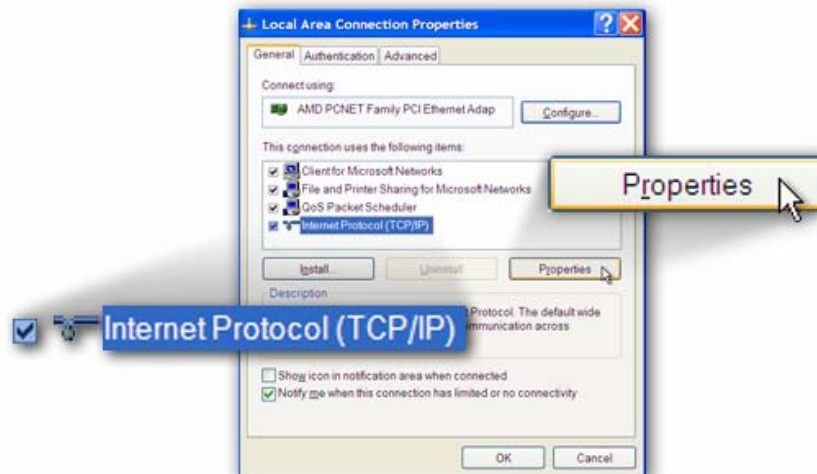 Local Area Connection Properties
General Authentication Advanced
Connect using:
AMD PCNET Family PCI Ethernet Adap
Configure...
This connection uses the following items:
Client for Microsoft Networks
File and Printer Sharing for Microsoft Networks
QoS Packet Scheduler
Internet Protocol (TCP/IP)
Properties
Install...
Uninstall
Properties
Description
Protocol. The default wide
communication across
Internet Protocol (TCP/IP)
Show icon in notification area when connected
Notify me when this connection has limited or no connectivity
OK
Cancel